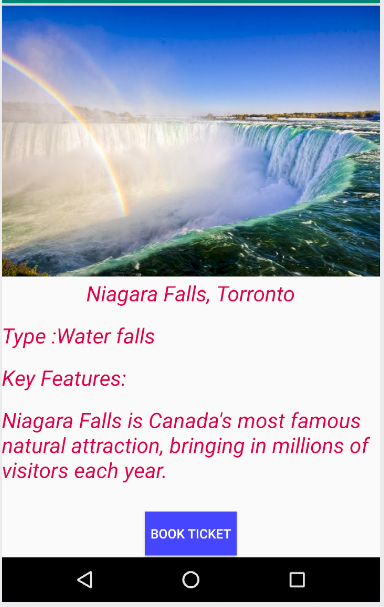 Niagara Falls, Torronto
Type :Water falls
Key Features:
Niagara Falls is Canada's most famous
natural attraction, bringing in millions of
visitors each year.
BOOK TICKET